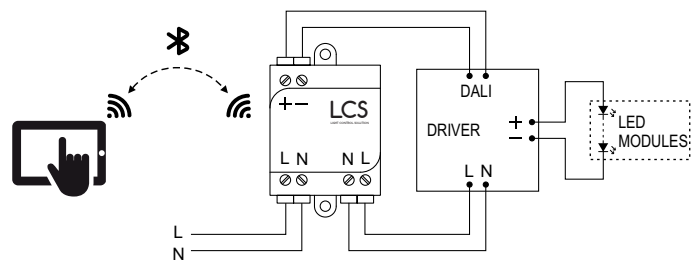 DALI
+ −
LCS
DRIVER
+
−
LED
MODULES
L N
N L
L N
L
N